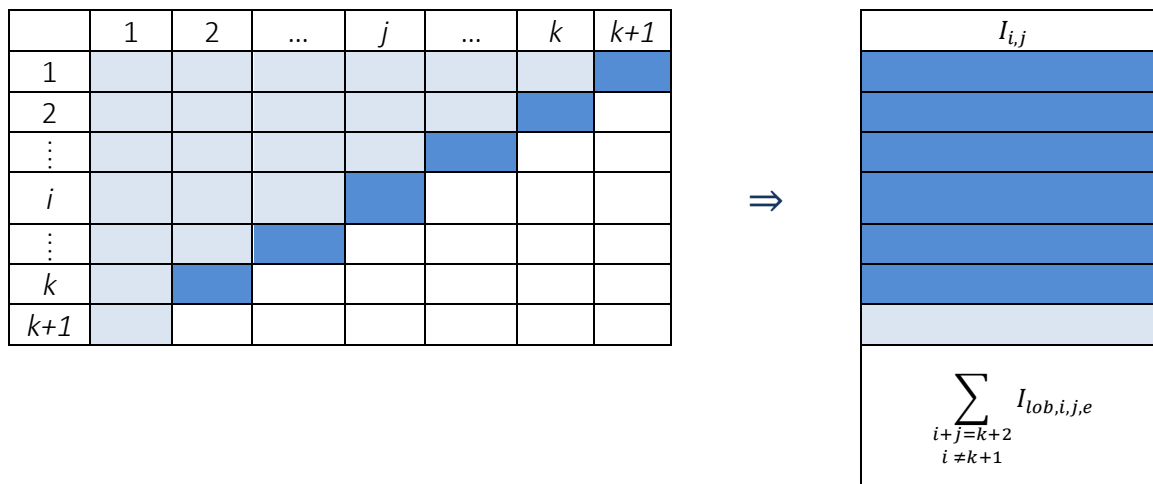 1 2 … j … k k+1
1
2
⋮
i
⋮
k
k+1
⇒
I_{i,j}
∑ I_{lob,i,j,e}
i+j=k+2
i ≠k+1